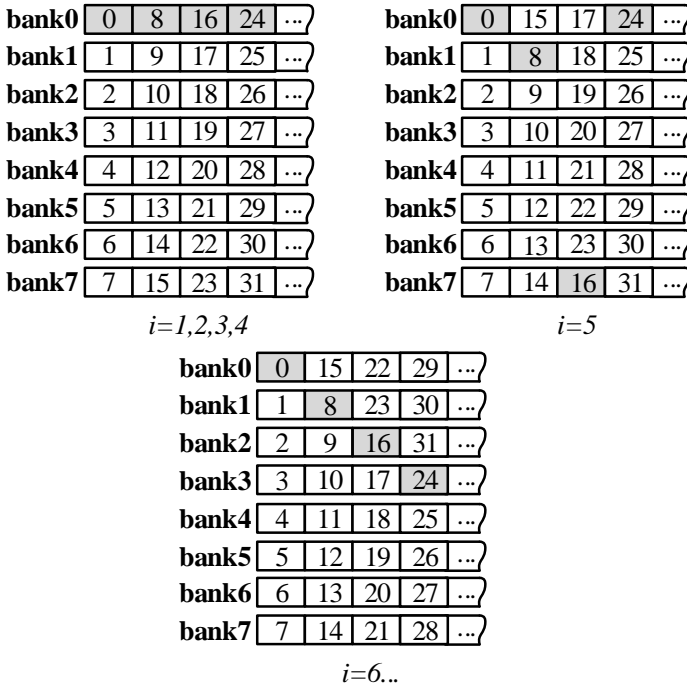 bank0 0 8 16 24 ...
bank1 1 9 17 25 ...
bank2 2 10 18 26 ...
bank3 3 11 19 27 ...
bank4 4 12 20 28 ...
bank5 5 13 21 29 ...
bank6 6 14 22 30 ...
bank7 7 15 23 31 ...
i=1,2,3,4
bank0 0 15 17 24 ...
bank1 1 8 18 25 ...
bank2 2 9 19 26 ...
bank3 3 10 20 27 ...
bank4 4 11 21 28 ...
bank5 5 12 22 29 ...
bank6 6 13 23 30 ...
bank7 7 14 16 31 ...
i=5
bank0 0 15 22 29 ...
bank1 1 8 23 30 ...
bank2 2 9 16 31 ...
bank3 3 10 17 24 ...
bank4 4 11 18 25 ...
bank5 5 12 19 26 ...
bank6 6 13 20 27 ...
bank7 7 14 21 28 ...
i=6...